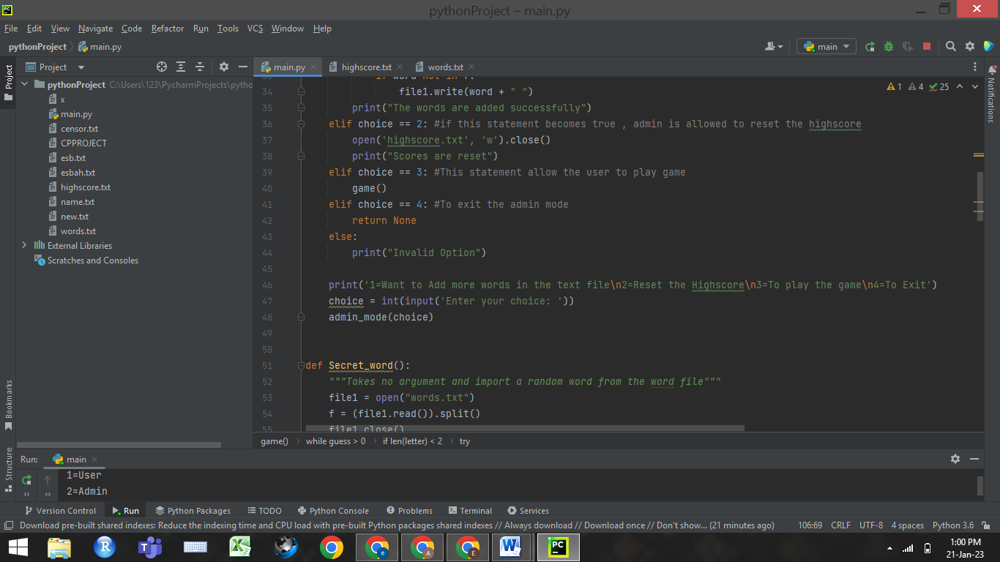 PC
pythonProject – main.py
File Edit View Navigate Code Refactor Run Tools VCS Window Help
pythonProject main.py
main
Project
Project
main.py
highscore.txt
words.txt
pythonProject C:\Users\123\PycharmProjects\pytho
x
main.py
censor.txt
CPPROJECT
esb.txt
esbah.txt
highscore.txt
name.txt
new.txt
words.txt
External Libraries
Scratches and Consoles
1 4 25
34 file1.write(word + " ")
35 print("The words are added successfully")
36 elif choice == 2: #if this statement becomes true , admin is allowed to reset the highscore
37 open('highscore.txt', 'w').close()
38 print("Scores are reset")
39 elif choice == 3: #This statement allow the user to play game
40 game()
41 elif choice == 4: #To exit the admin mode
42 return None
43 else:
44 print("Invalid Option")
45
46 print('1=Want to Add more words in the text file\n2=Reset the Highscore\n3=To play the game\n4=To Exit')
47 choice = int(input('Enter your choice: '))
48 admin_mode(choice)
49
50
51 def Secret_word():
52 """Takes no argument and import a random word from the word file"""
53 file1 = open("words.txt")
54 f = (file1.read()).split()
55 file1.close()
game() while guess > 0 if len(letter) < 2 try
Notifications
Bookmarks
Structure
Run: main
1=User
2=Admin
Version Control Run Python Packages TODO Python Console Problems Terminal Services
Download pre-built shared indexes: Reduce the indexing time and CPU load with pre-built Python packages shared indexes // Always download // Download once // Don't show... (21 minutes ago)
106:69 CRLF UTF-8 4 spaces Python 3.6
1:00 PM
21-Jan-23